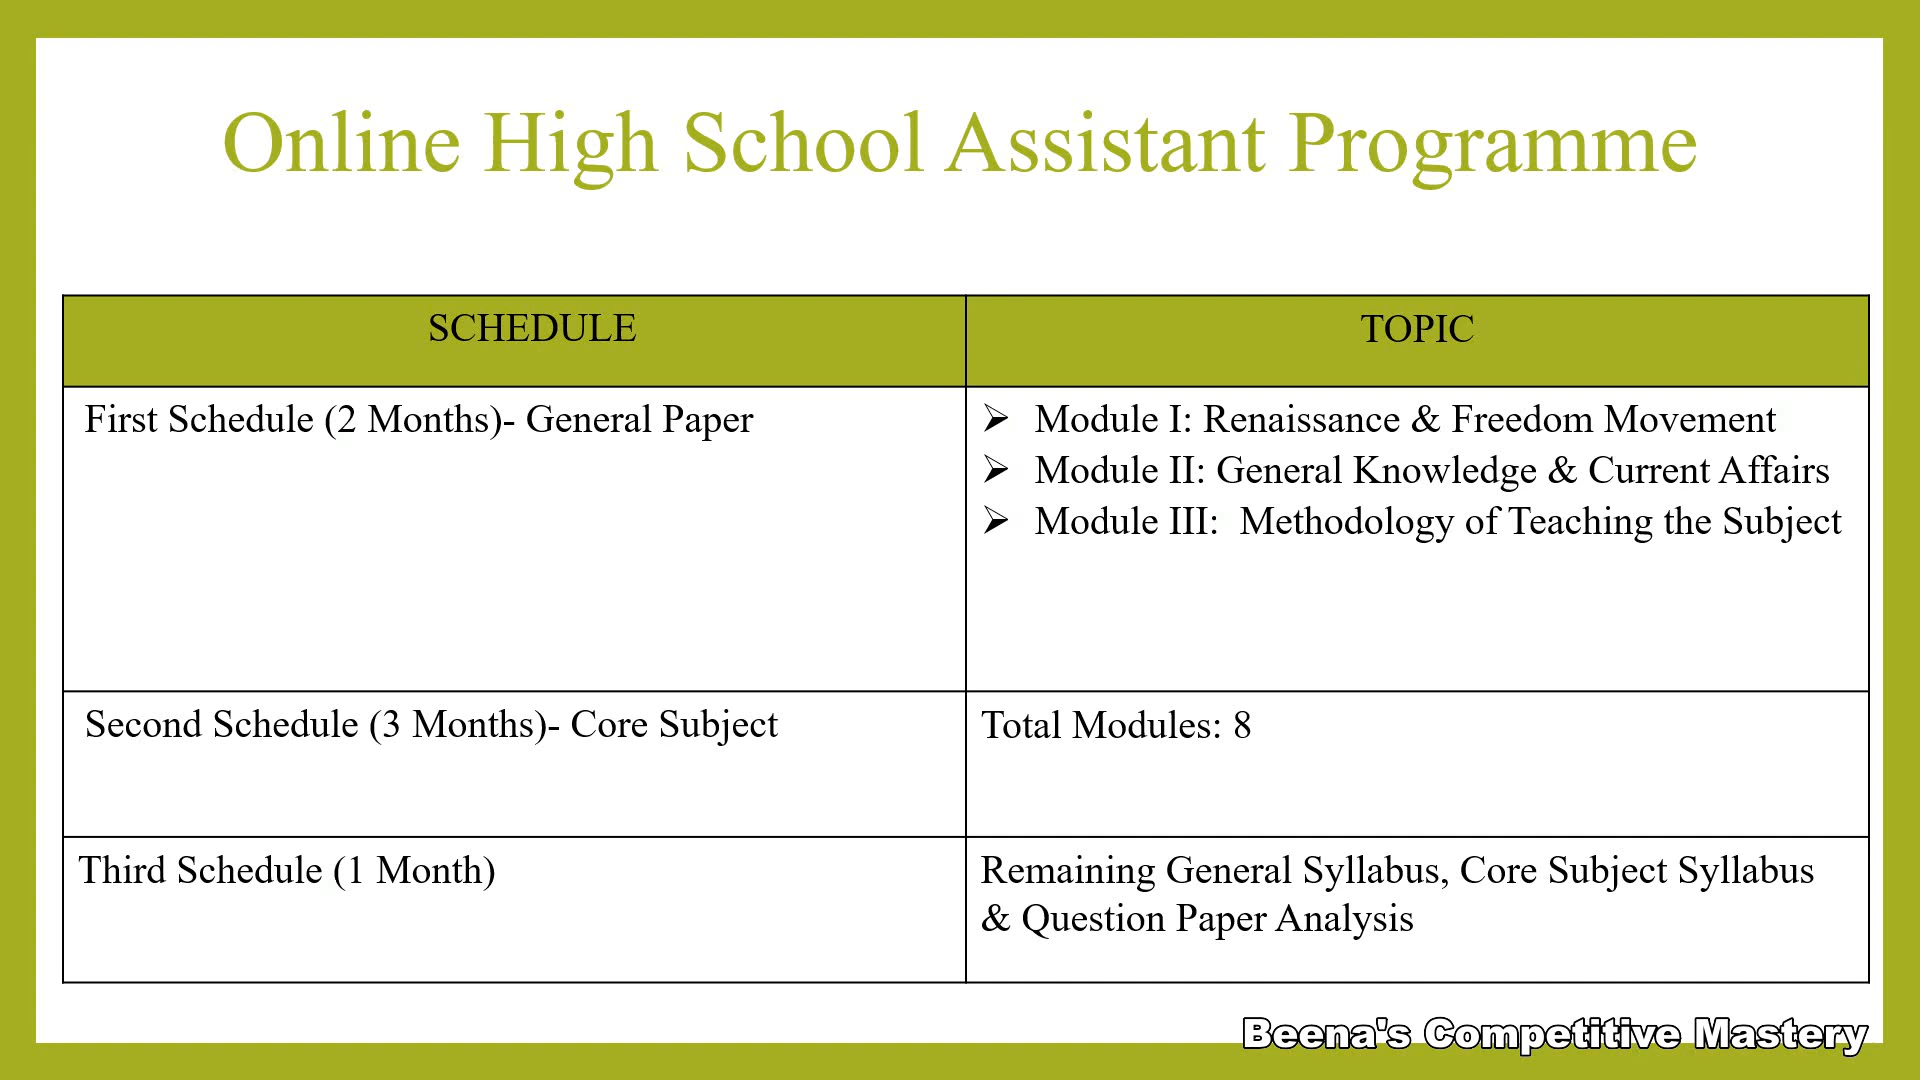 Online High School Assistant Programme
SCHEDULE
TOPIC
First Schedule (2 Months)- General Paper
➢ Module I: Renaissance & Freedom Movement
➢ Module II: General Knowledge & Current Affairs
➢ Module III: Methodology of Teaching the Subject
Second Schedule (3 Months)- Core Subject
Total Modules: 8
Third Schedule (1 Month)
Remaining General Syllabus, Core Subject Syllabus
& Question Paper Analysis
Beena's Competitive Mastery